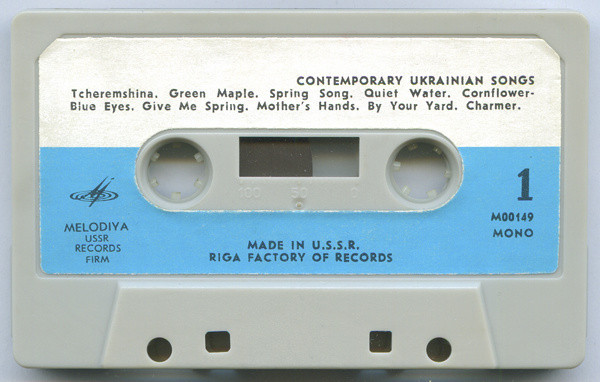 CONTEMPORARY UKRAINIAN SONGS
Tcheremshina. Green Maple. Spring Song. Quiet Water. Cornflower-
Blue Eyes. Give Me Spring. Mother's Hands. By Your Yard. Charmer.
100 50 0
1
MELODIYA
USSR
RECORDS
FIRM
M00149
MONO
MADE IN U.S.S.R.
RIGA FACTORY OF RECORDS